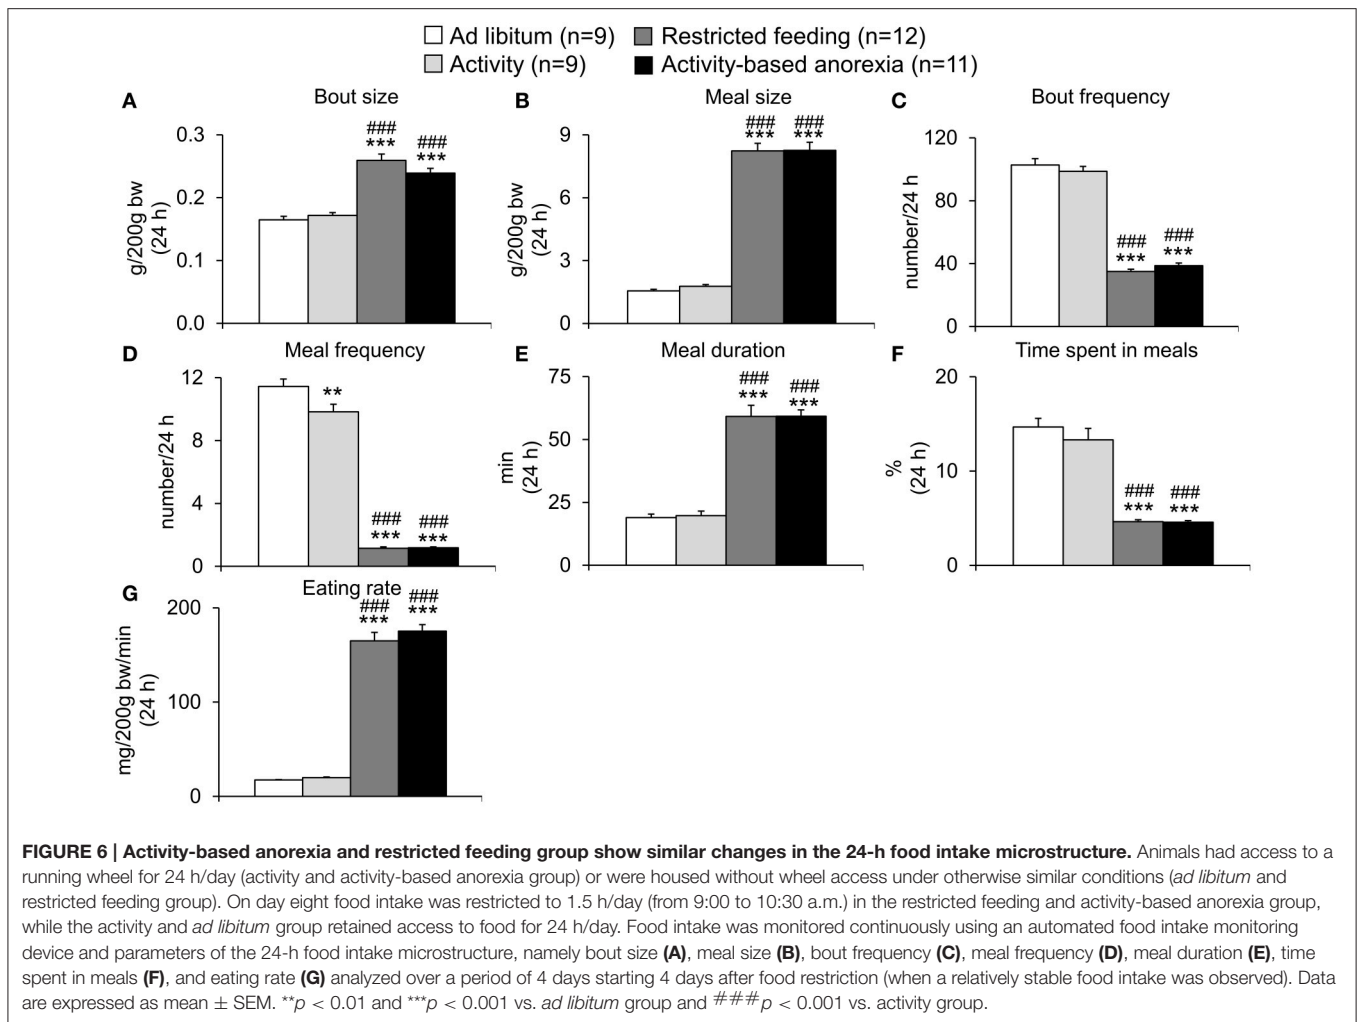 Ad libitum (n=9) Restricted feeding (n=12)
Activity (n=9) Activity-based anorexia (n=11)
A Bout size
0.3
0.2
0.1
0.0
g/200g bw
(24 h)
###
***
###
***
B Meal size
9
6
3
0
g/200g bw
(24 h)
###
***
###
***
C Bout frequency
120
80
40
0
number/24 h
###
***
###
***
D Meal frequency
12
8
4
0
number/24 h
**
###
***
###
***
E Meal duration
75
50
25
0
min
(24 h)
###
***
###
***
F Time spent in meals
20
10
0
%
(24 h)
###
***
###
***
G Eating rate
200
100
0
mg/200g bw/min
(24 h)
###
***
###
***
FIGURE 6 | Activity-based anorexia and restricted feeding group show similar changes in the 24-h food intake microstructure. Animals had access to a
running wheel for 24 h/day (activity and activity-based anorexia group) or were housed without wheel access under otherwise similar conditions (ad libitum and
restricted feeding group). On day eight food intake was restricted to 1.5 h/day (from 9:00 to 10:30 a.m.) in the restricted feeding and activity-based anorexia group,
while the activity and ad libitum group retained access to food for 24 h/day. Food intake was monitored continuously using an automated food intake monitoring
device and parameters of the 24-h food intake microstructure, namely bout size (A), meal size (B), bout frequency (C), meal frequency (D), meal duration (E), time
spent in meals (F), and eating rate (G) analyzed over a period of 4 days starting 4 days after food restriction (when a relatively stable food intake was observed). Data
are expressed as mean ± SEM. **p < 0.01 and ***p < 0.001 vs. ad libitum group and ###p < 0.001 vs. activity group.